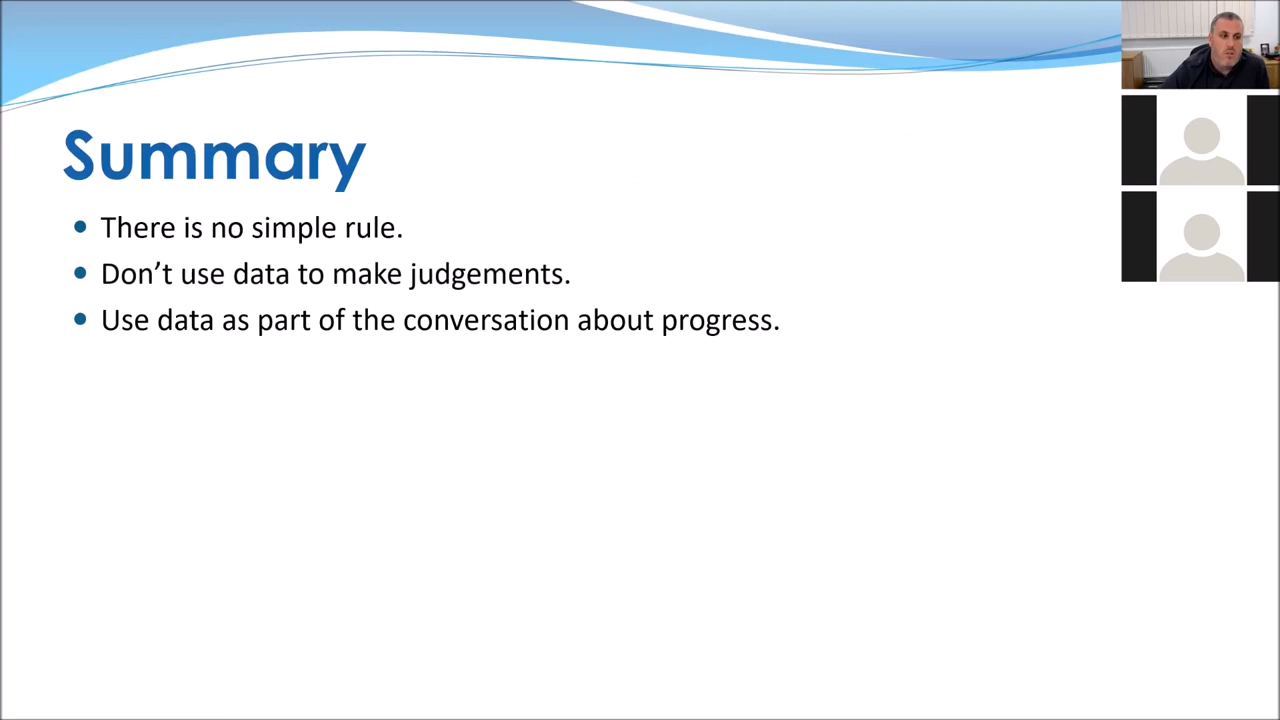 Summary
There is no simple rule.
Don’t use data to make judgements.
Use data as part of the conversation about progress.